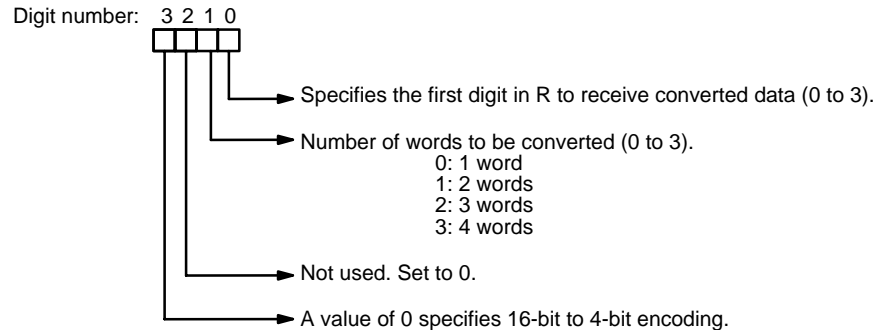 Digit number: 3 2 1 0
Specifies the first digit in R to receive converted data (0 to 3).
Number of words to be converted (0 to 3).
0: 1 word
1: 2 words
2: 3 words
3: 4 words
Not used. Set to 0.
A value of 0 specifies 16-bit to 4-bit encoding.